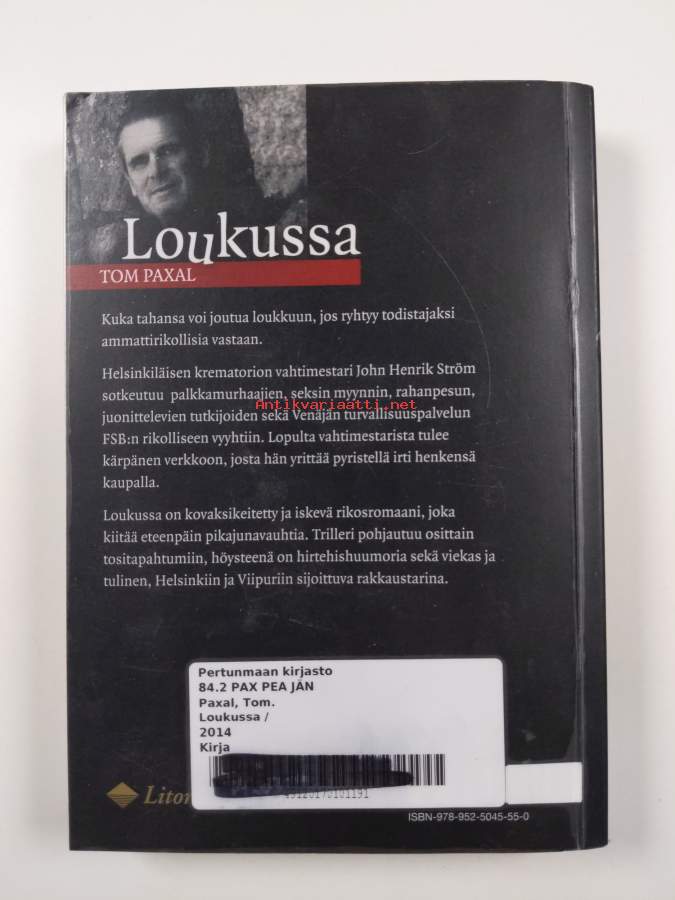 Loukussa
TOM PAXAL
Kuka tahansa voi joutua loukkuun, jos ryhtyy todistajaksi
ammattirikollisia vastaan.
Helsinkiläisen krematorion vahtimestari John Henrik Ström
sotkeutuu palkkamurhaajien, seksin myynnin, rahanpesun,
Antikvariaatti.net
juonittelevien tutkijoiden sekä Venäjän turvallisuuspalvelun
FSB:n rikolliseen vyyhtiin. Lopulta vahtimestarista tulee
kärpänen verkkoon, josta hän yrittää pyristellä irti henkensä
kaupalla.
Loukussa on kovaksikeitetty ja iskevä rikosromaani, joka
kiitää eteenpäin pikajunavauhtia. Trilleri pohjautuu osittain
tositapahtumiin, höysteenä on hirtehishuumoria sekä viekas ja
tulinen, Helsinkiin ja Viipuriin sijoittuva rakkaustarina.
Pertunmaan kirjasto
84.2 PAX PEA JÄN
Paxal, Tom.
Loukussa /
2014
Kirja
ISBN-978-952-5045-55-0